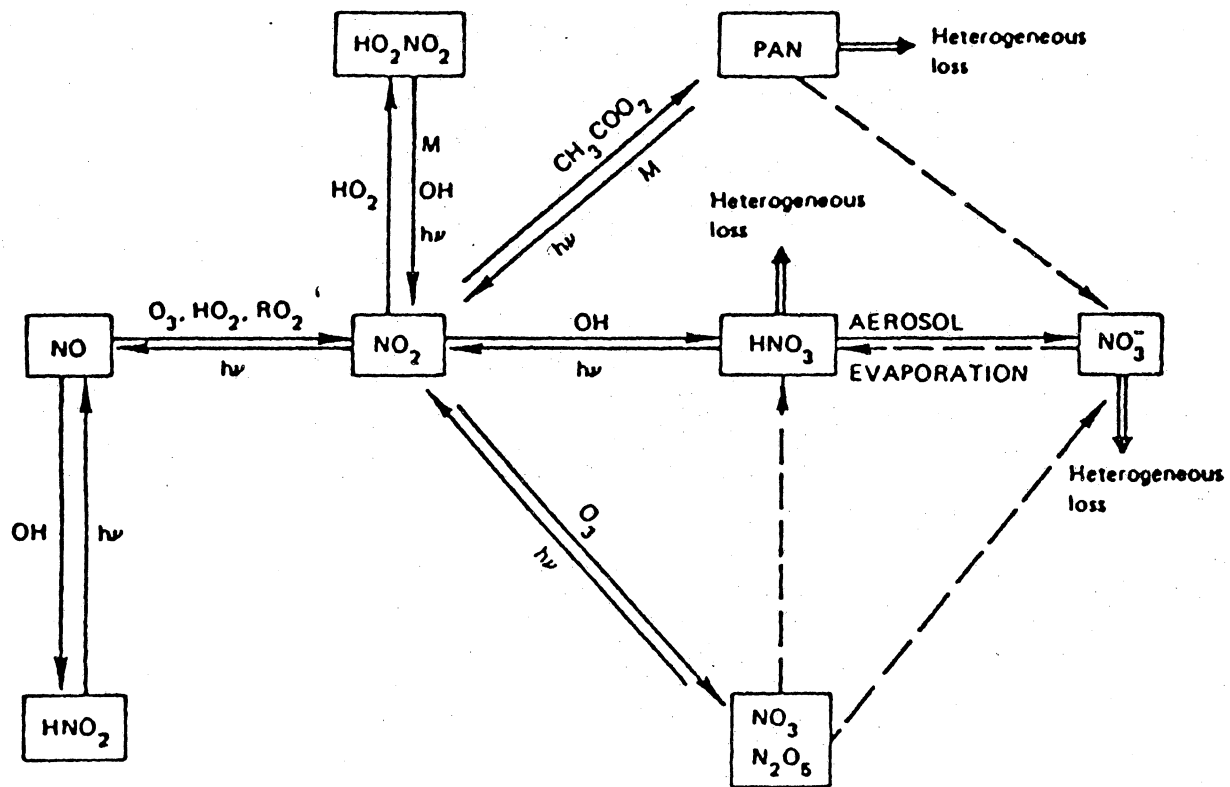 HO₂NO₂
PAN
Heterogeneous
loss
CH₃COO₂
M
M
HO₂
OH
hν
hν
Heterogeneous
loss
O₃, HO₂, RO₂
NO
hν
NO₂
OH
hν
HNO₃
AEROSOL
EVAPORATION
NO₃⁻
Heterogeneous
loss
OH
hν
O₃
hν
HNO₂
NO₃
N₂O₅